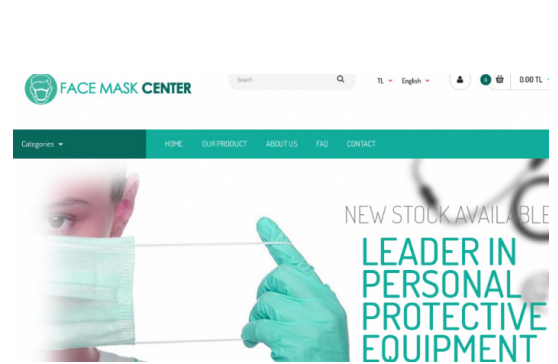 FACE MASK CENTER
Search
TL
English
0
0.00 TL
Categories
HOME
OUR PRODUCT
ABOUT US
FAQ
CONTACT
NEW STOCK AVAILABLE
LEADER IN
PERSONAL
PROTECTIVE
EQUIPMENT